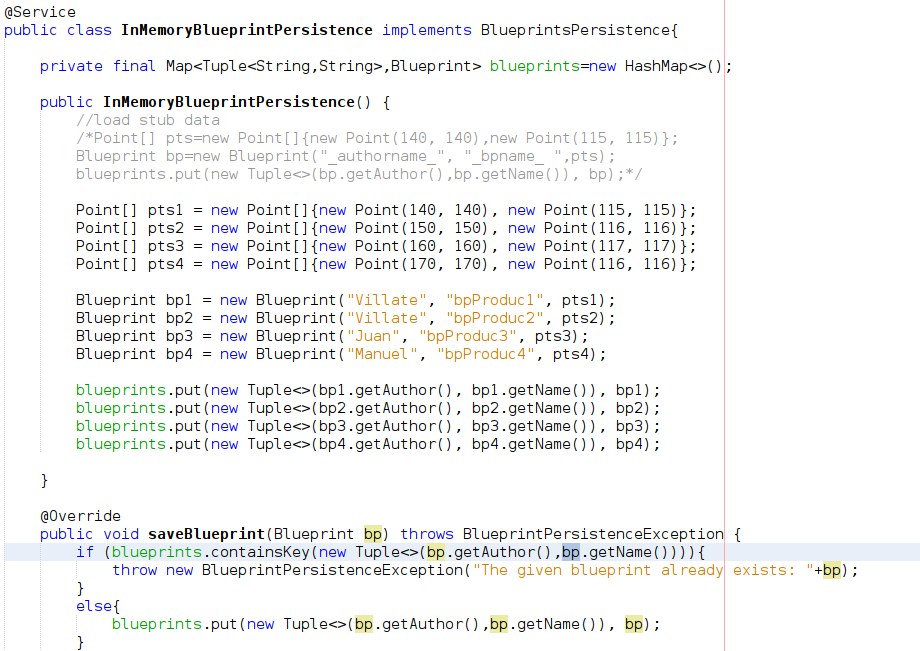 @Service
public class InMemoryBlueprintPersistence implements BlueprintsPersistence{
private final Map<Tuple<String,String>,Blueprint> blueprints=new HashMap<>();
public InMemoryBlueprintPersistence() {
//load stub data
/*Point[] pts=new Point[]{new Point(140, 140),new Point(115, 115)};
Blueprint bp=new Blueprint("_authorname_", "_bpname_ ",pts);
blueprints.put(new Tuple<>(bp.getAuthor(),bp.getName()), bp);*/
Point[] pts1 = new Point[]{new Point(140, 140), new Point(115, 115)};
Point[] pts2 = new Point[]{new Point(150, 150), new Point(116, 116)};
Point[] pts3 = new Point[]{new Point(160, 160), new Point(117, 117)};
Point[] pts4 = new Point[]{new Point(170, 170), new Point(116, 116)};
Blueprint bp1 = new Blueprint("Villate", "bpProduc1", pts1);
Blueprint bp2 = new Blueprint("Villate", "bpProduc2", pts2);
Blueprint bp3 = new Blueprint("Juan", "bpProduc3", pts3);
Blueprint bp4 = new Blueprint("Manuel", "bpProduc4", pts4);
blueprints.put(new Tuple<>(bp1.getAuthor(), bp1.getName()), bp1);
blueprints.put(new Tuple<>(bp2.getAuthor(), bp2.getName()), bp2);
blueprints.put(new Tuple<>(bp3.getAuthor(), bp3.getName()), bp3);
blueprints.put(new Tuple<>(bp4.getAuthor(), bp4.getName()), bp4);
}
@Override
public void saveBlueprint(Blueprint bp) throws BlueprintPersistenceException {
if (blueprints.containsKey(new Tuple<>(bp.getAuthor(),bp.getName()))){
throw new BlueprintPersistenceException("The given blueprint already exists: "+bp);
}
else{
blueprints.put(new Tuple<>(bp.getAuthor(),bp.getName()), bp);
}